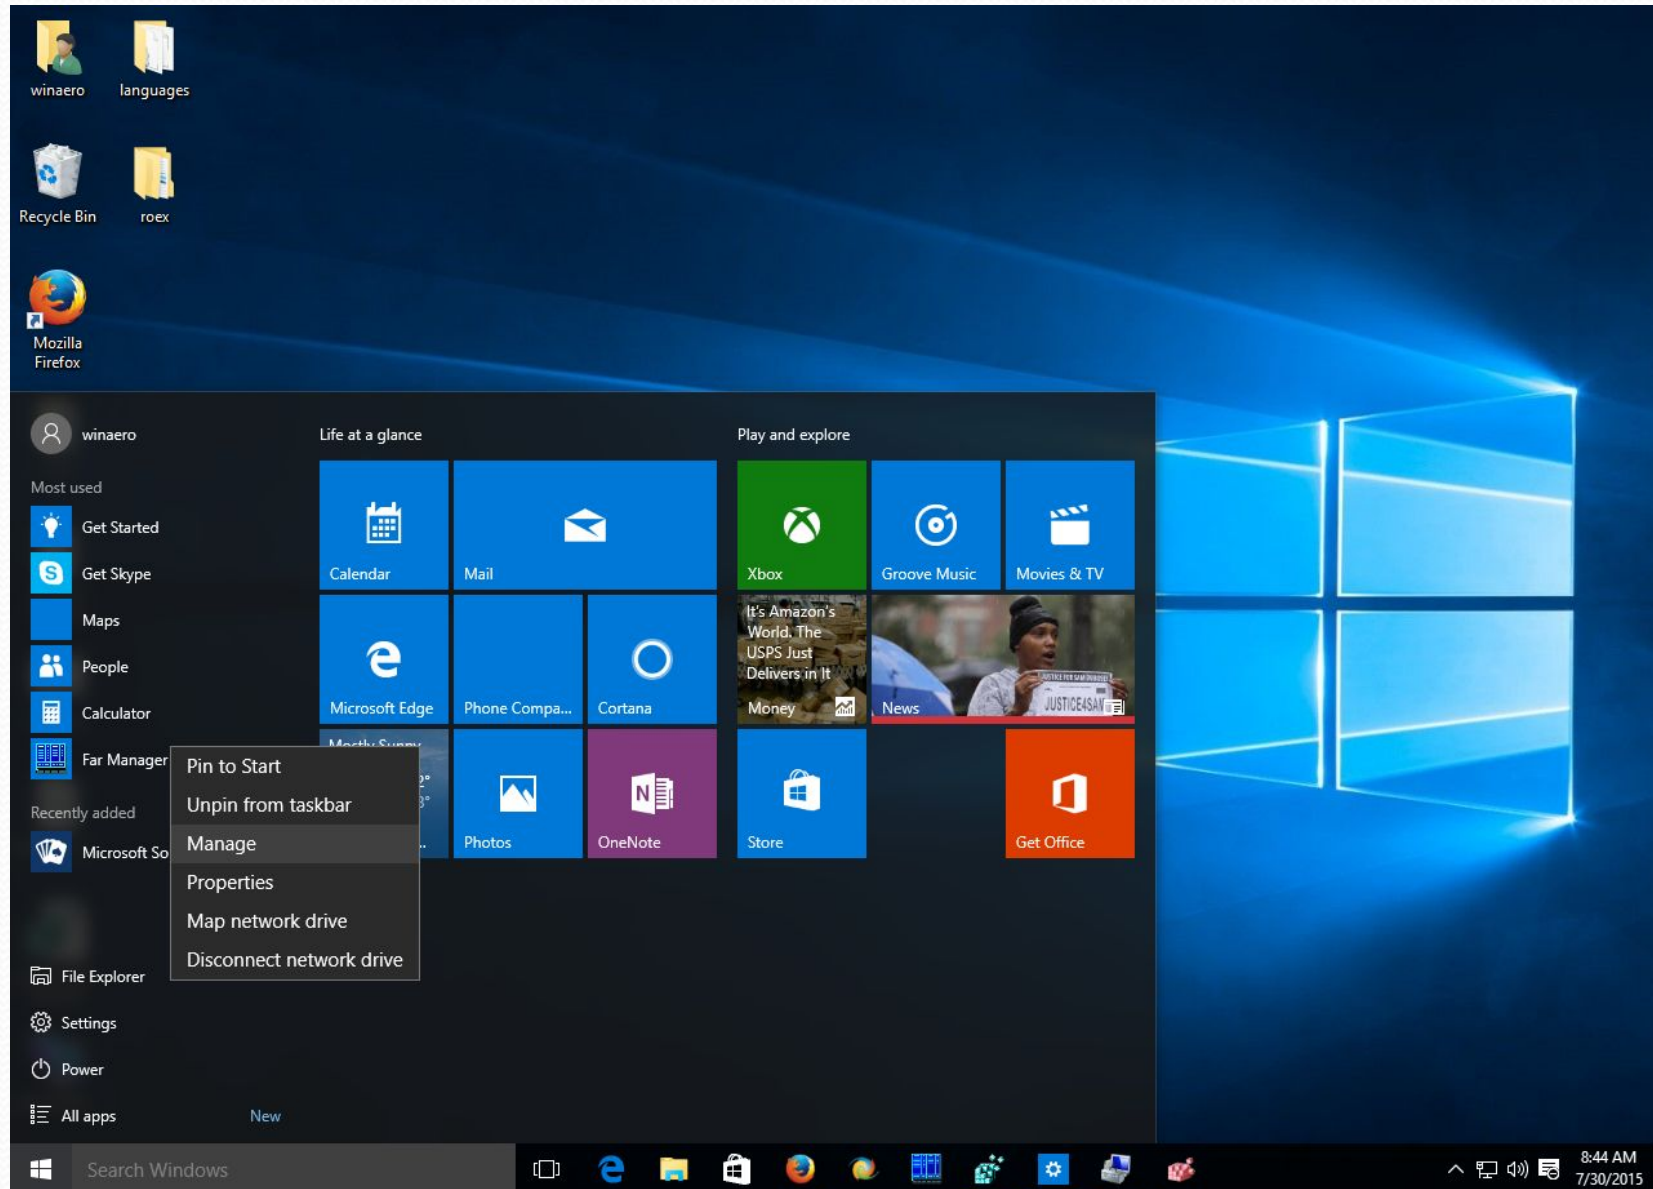 winaero
languages
Recycle Bin
roex
Mozilla
Firefox
winaero
Most used
Get Started
Get Skype
Maps
People
Calculator
Far Manager
Recently added
Microsoft So
File Explorer
Settings
Power
All apps
New
Life at a glance
Calendar
Mail
Microsoft Edge
Phone Compa...
Cortana
Mostly Sunny
Photos
OneNote
Play and explore
Xbox
Groove Music
Movies & TV
It's Amazon's
World. The
USPS Just
Delivers in It
Money
News
JUSTICE4SAM
Store
Get Office
Pin to Start
Unpin from taskbar
Manage
Properties
Map network drive
Disconnect network drive
Search Windows
8:44 AM
7/30/2015